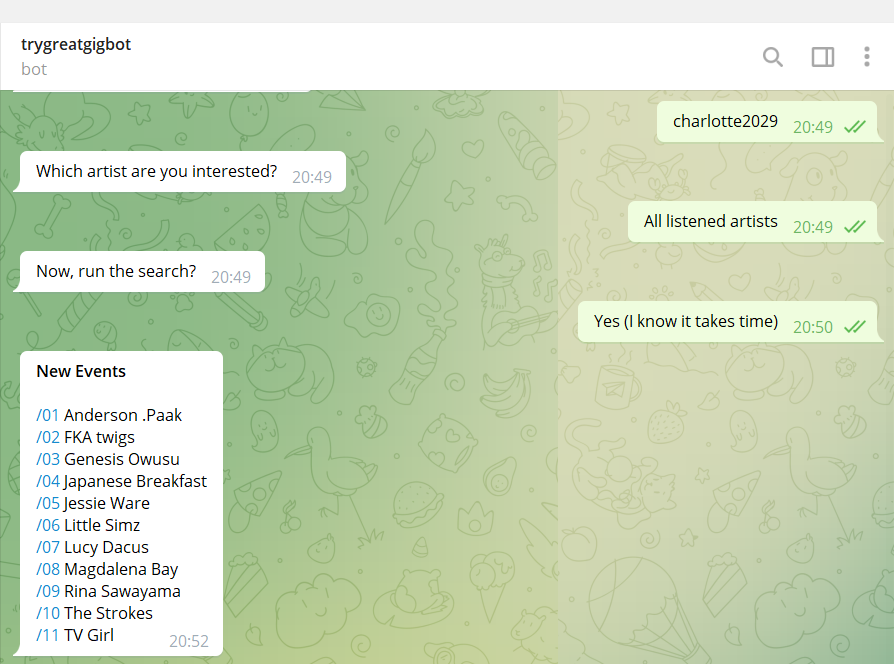 trygreatgigbot
bot
charlotte2029 20:49
Which artist are you interested? 20:49
All listened artists 20:49
Now, run the search? 20:49
Yes (I know it takes time) 20:50
New Events
/01 Anderson .Paak
/02 FKA twigs
/03 Genesis Owusu
/04 Japanese Breakfast
/05 Jessie Ware
/06 Little Simz
/07 Lucy Dacus
/08 Magdalena Bay
/09 Rina Sawayama
/10 The Strokes
/11 TV Girl 20:52